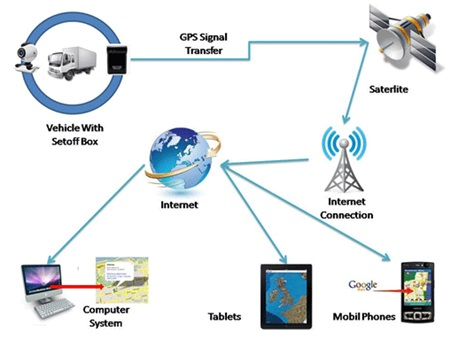 GPS Signal
Transfer
Saterlite
Vehicle With
Setoff Box
Internet
Internet
Connection
Computer
System
Tablets
Google
Mobil Phones